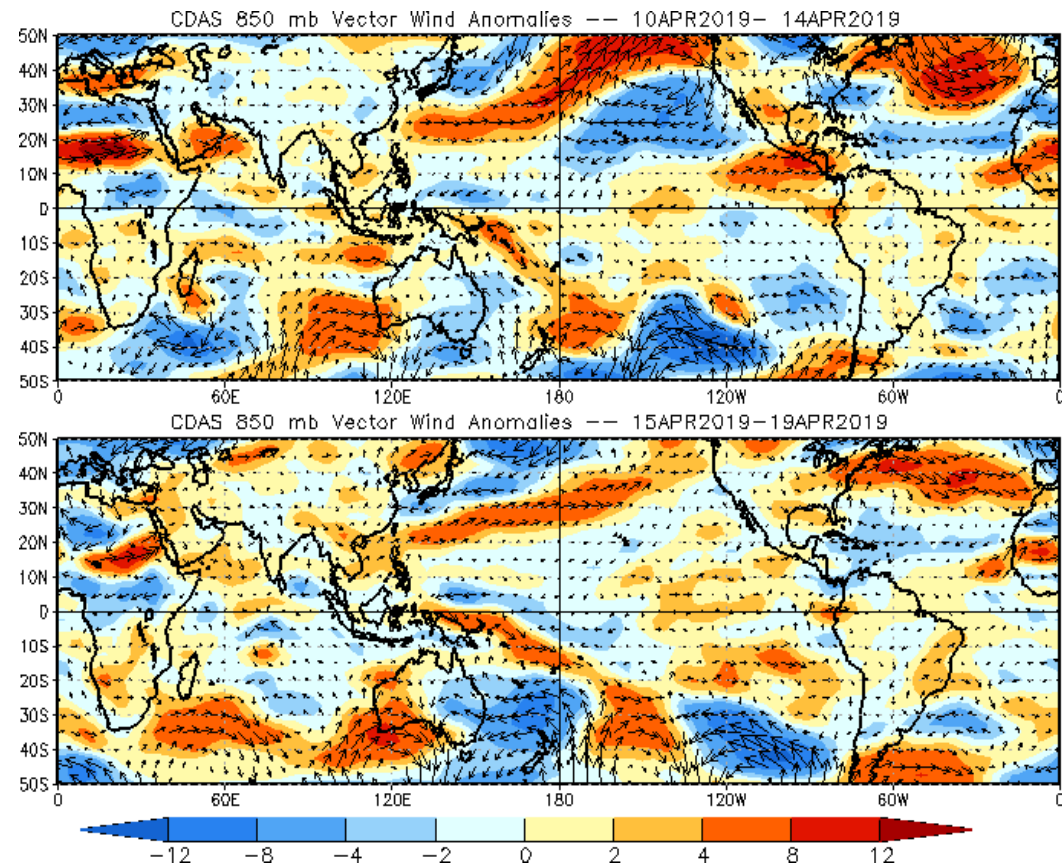 CDAS 850 mb Vector Wind Anomalies -- 10APR2019- 14APR2019
50N
40N
30N
20N
10N
0
10S
20S
30S
40S
50S
0 60E 120E 180 120W 60W 0
CDAS 850 mb Vector Wind Anomalies -- 15APR2019-19APR2019
50N
40N
30N
20N
10N
0
10S
20S
30S
40S
50S
0 60E 120E 180 120W 60W 0
-12 -8 -4 -2 0 2 4 8 12